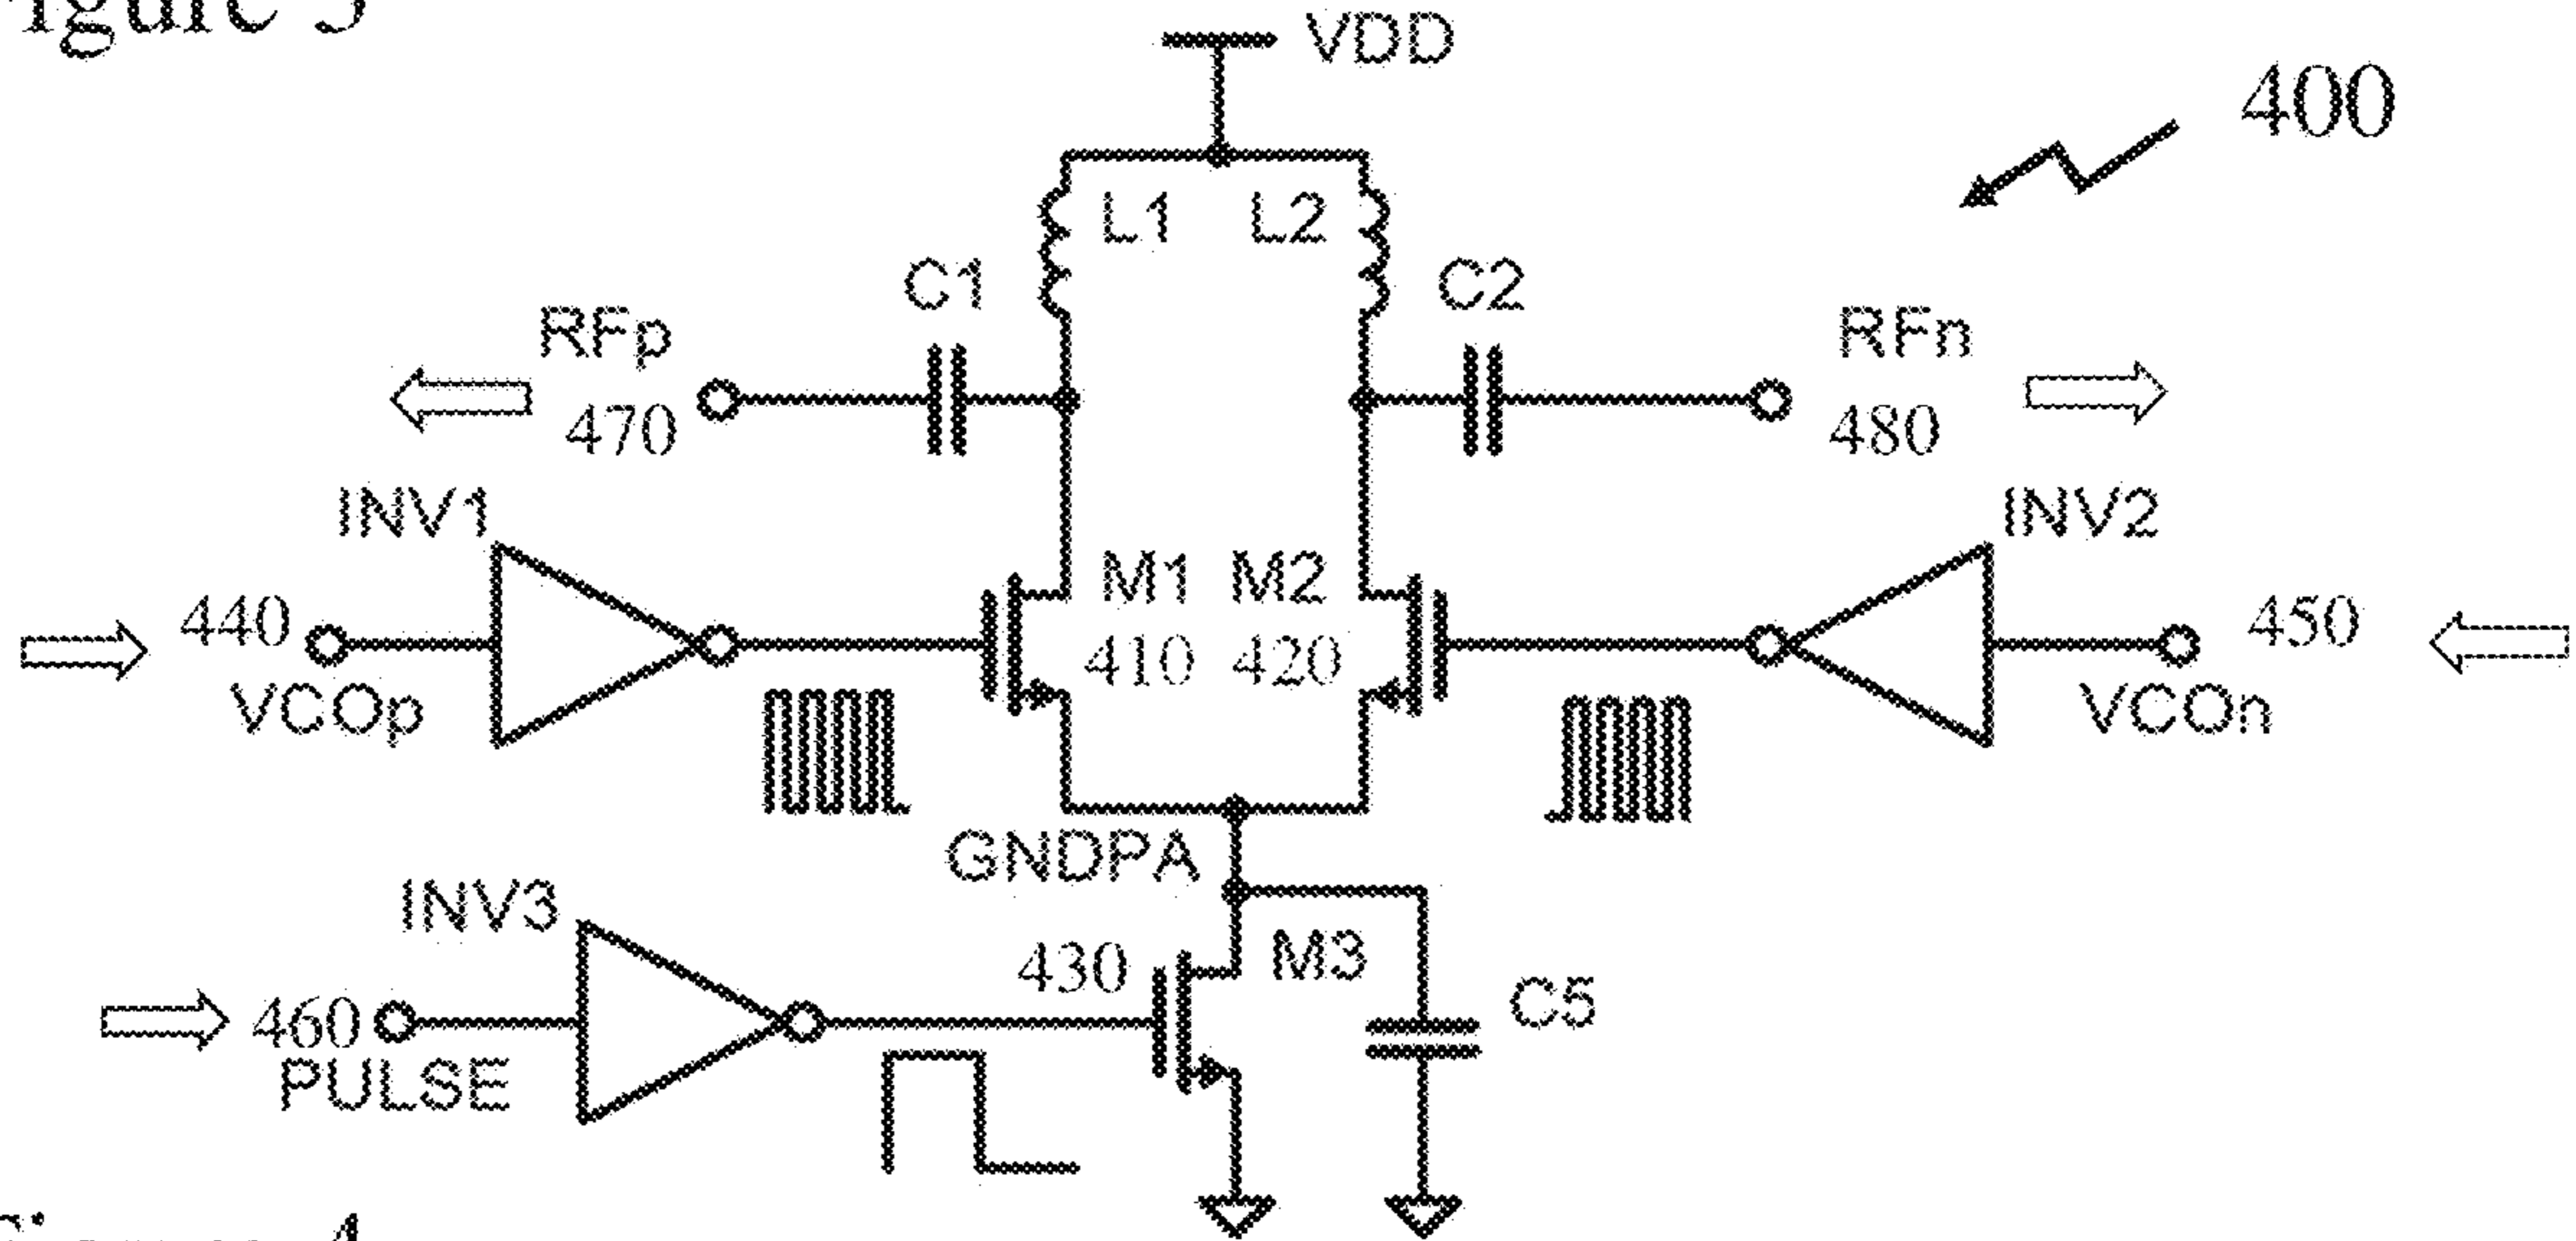 VDD
400
L1 L2
C1 C2
RFp RFn
470 480
INV1 INV2
M1 M2
440 410 420 450
VCOp VCOn
GNDPA
INV3
430 M3
C5
460
PULSE